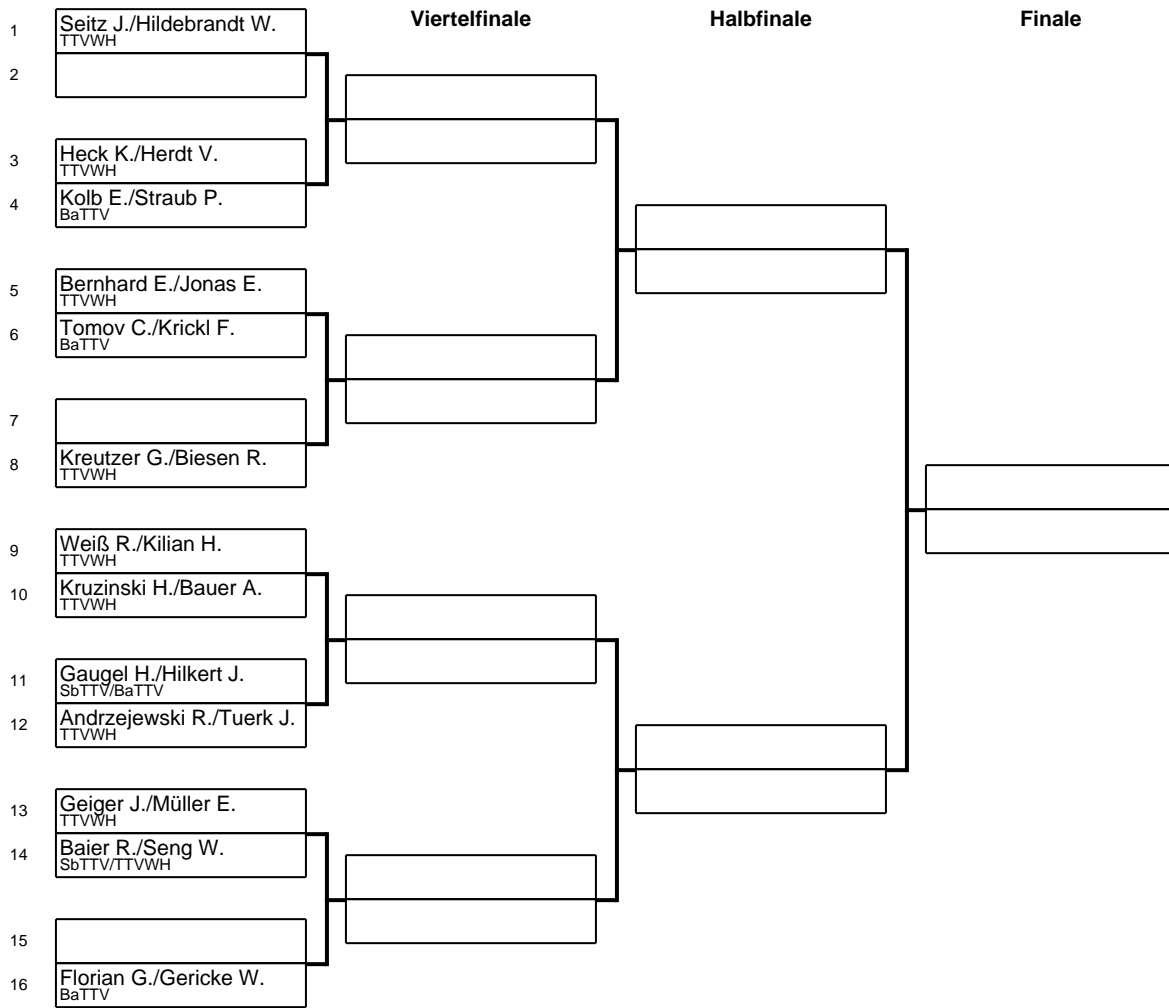 Viertelfinale Halbfinale Finale
1 Seitz J./Hildebrandt W.
TTVWH
2
3 Heck K./Herdt V.
TTVWH
4 Kolb E./Straub P.
BaTTV
5 Bernhard E./Jonas E.
TTVWH
6 Tomov C./Krickl F.
BaTTV
7
8 Kreutzer G./Biesen R.
TTVWH
9 Weiß R./Kilian H.
TTVWH
10 Kruzinski H./Bauer A.
TTVWH
11 Gaugel H./Hilkert J.
SbTTV/BaTTV
12 Andrzejewski R./Tuerk J.
TTVWH
13 Geiger J./Müller E.
TTVWH
14 Baier R./Seng W.
SbTTV/TTVWH
15
16 Florian G./Gericke W.
BaTTV